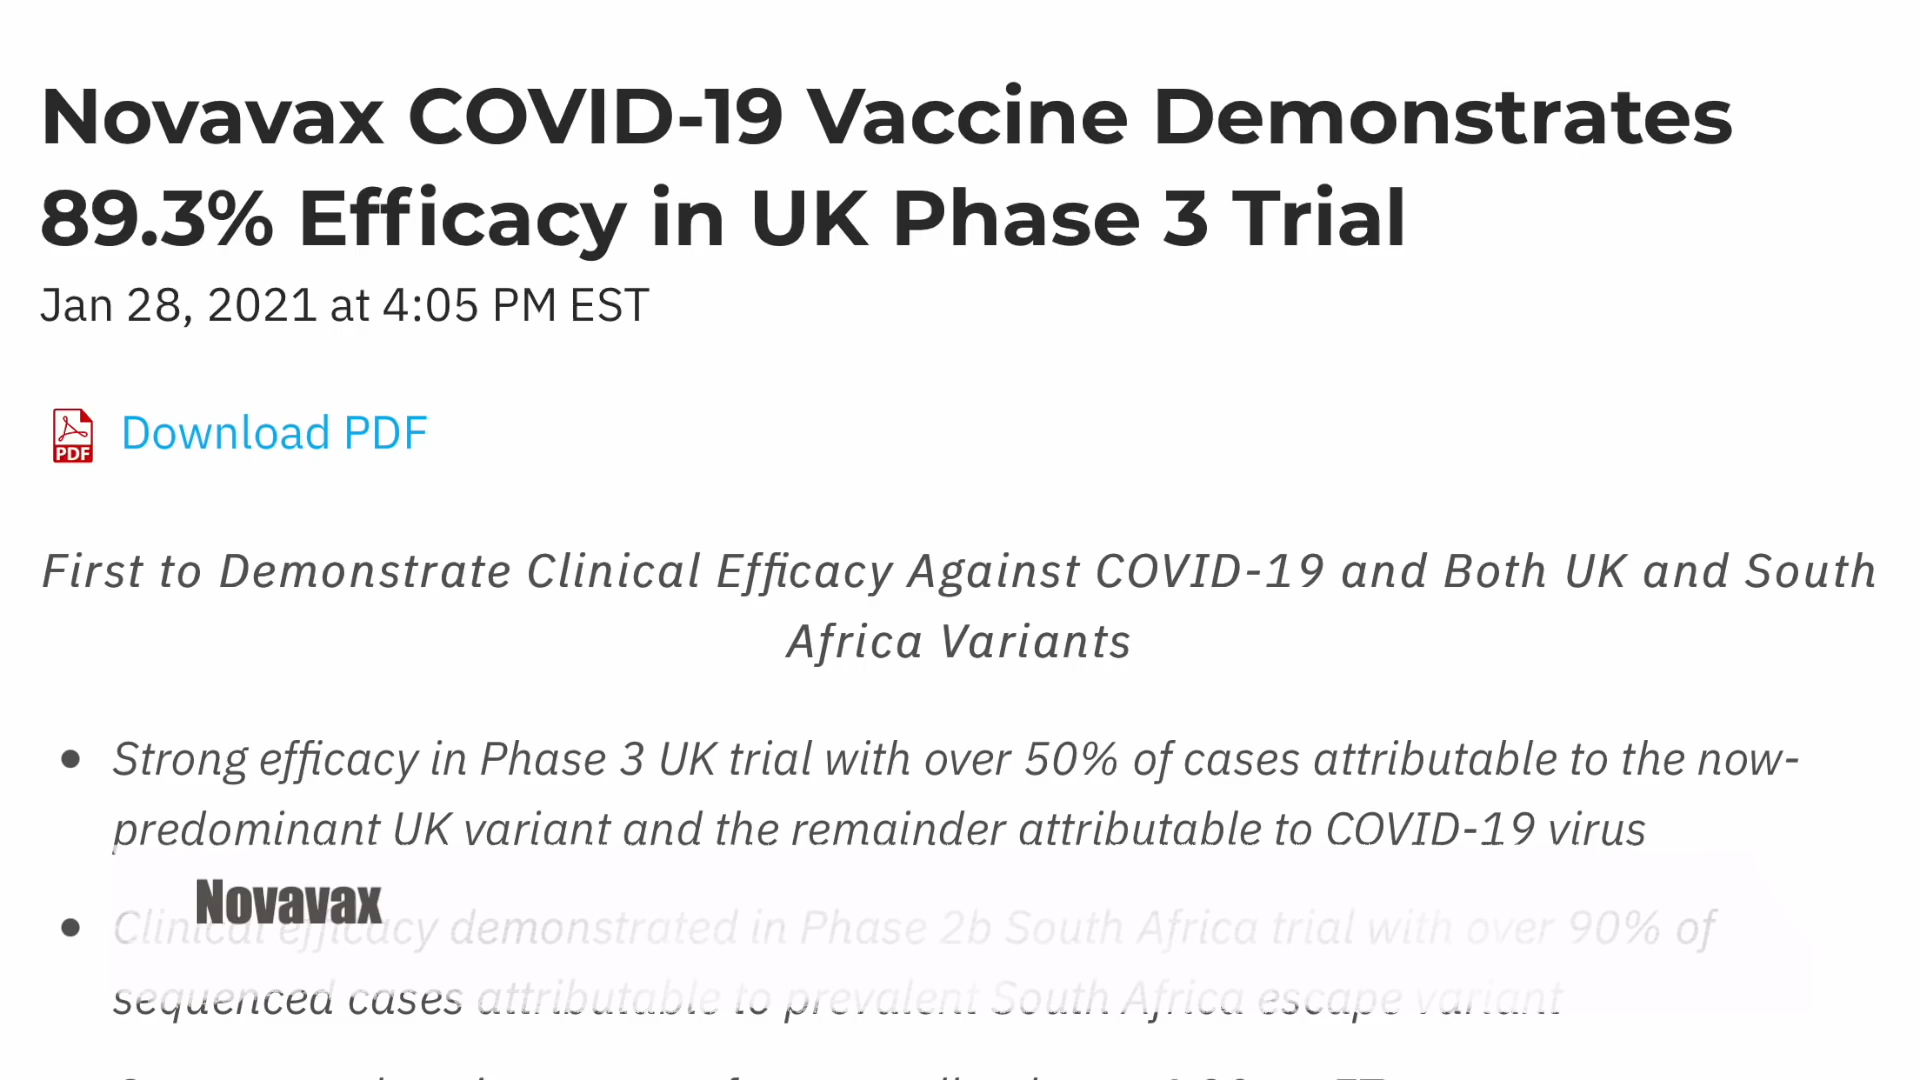 Novavax COVID-19 Vaccine Demonstrates
89.3% Efficacy in UK Phase 3 Trial
Jan 28, 2021 at 4:05 PM EST
PDF
Download PDF
First to Demonstrate Clinical Efficacy Against COVID-19 and Both UK and South
Africa Variants
Strong efficacy in Phase 3 UK trial with over 50% of cases attributable to the now-
predominant UK variant and the remainder attributable to COVID-19 virus
Novavax
Clinical efficacy demonstrated in Phase 2b South Africa trial with over 90% of
sequenced cases attributable to prevalent South Africa escape variant